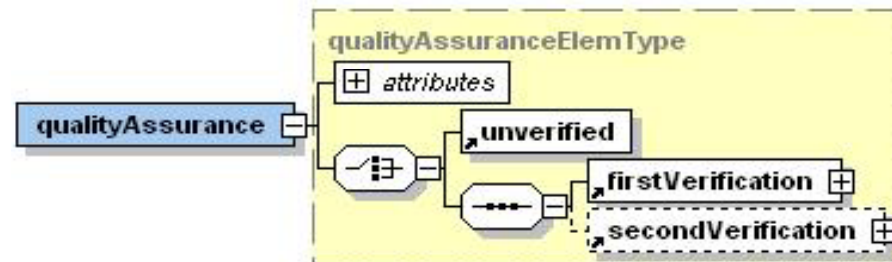 qualityAssuranceElemType
attributes
qualityAssurance
unverified
firstVerification
secondVerification